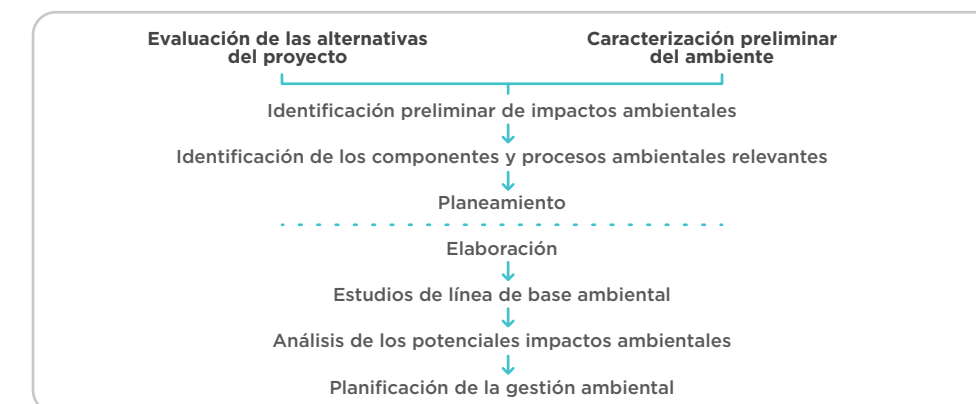 Evaluación de las alternativas
del proyecto
Caracterización preliminar
del ambiente
Identificación preliminar de impactos ambientales
Identificación de los componentes y procesos ambientales relevantes
Planeamiento
Elaboración
Estudios de línea de base ambiental
Análisis de los potenciales impactos ambientales
Planificación de la gestión ambiental